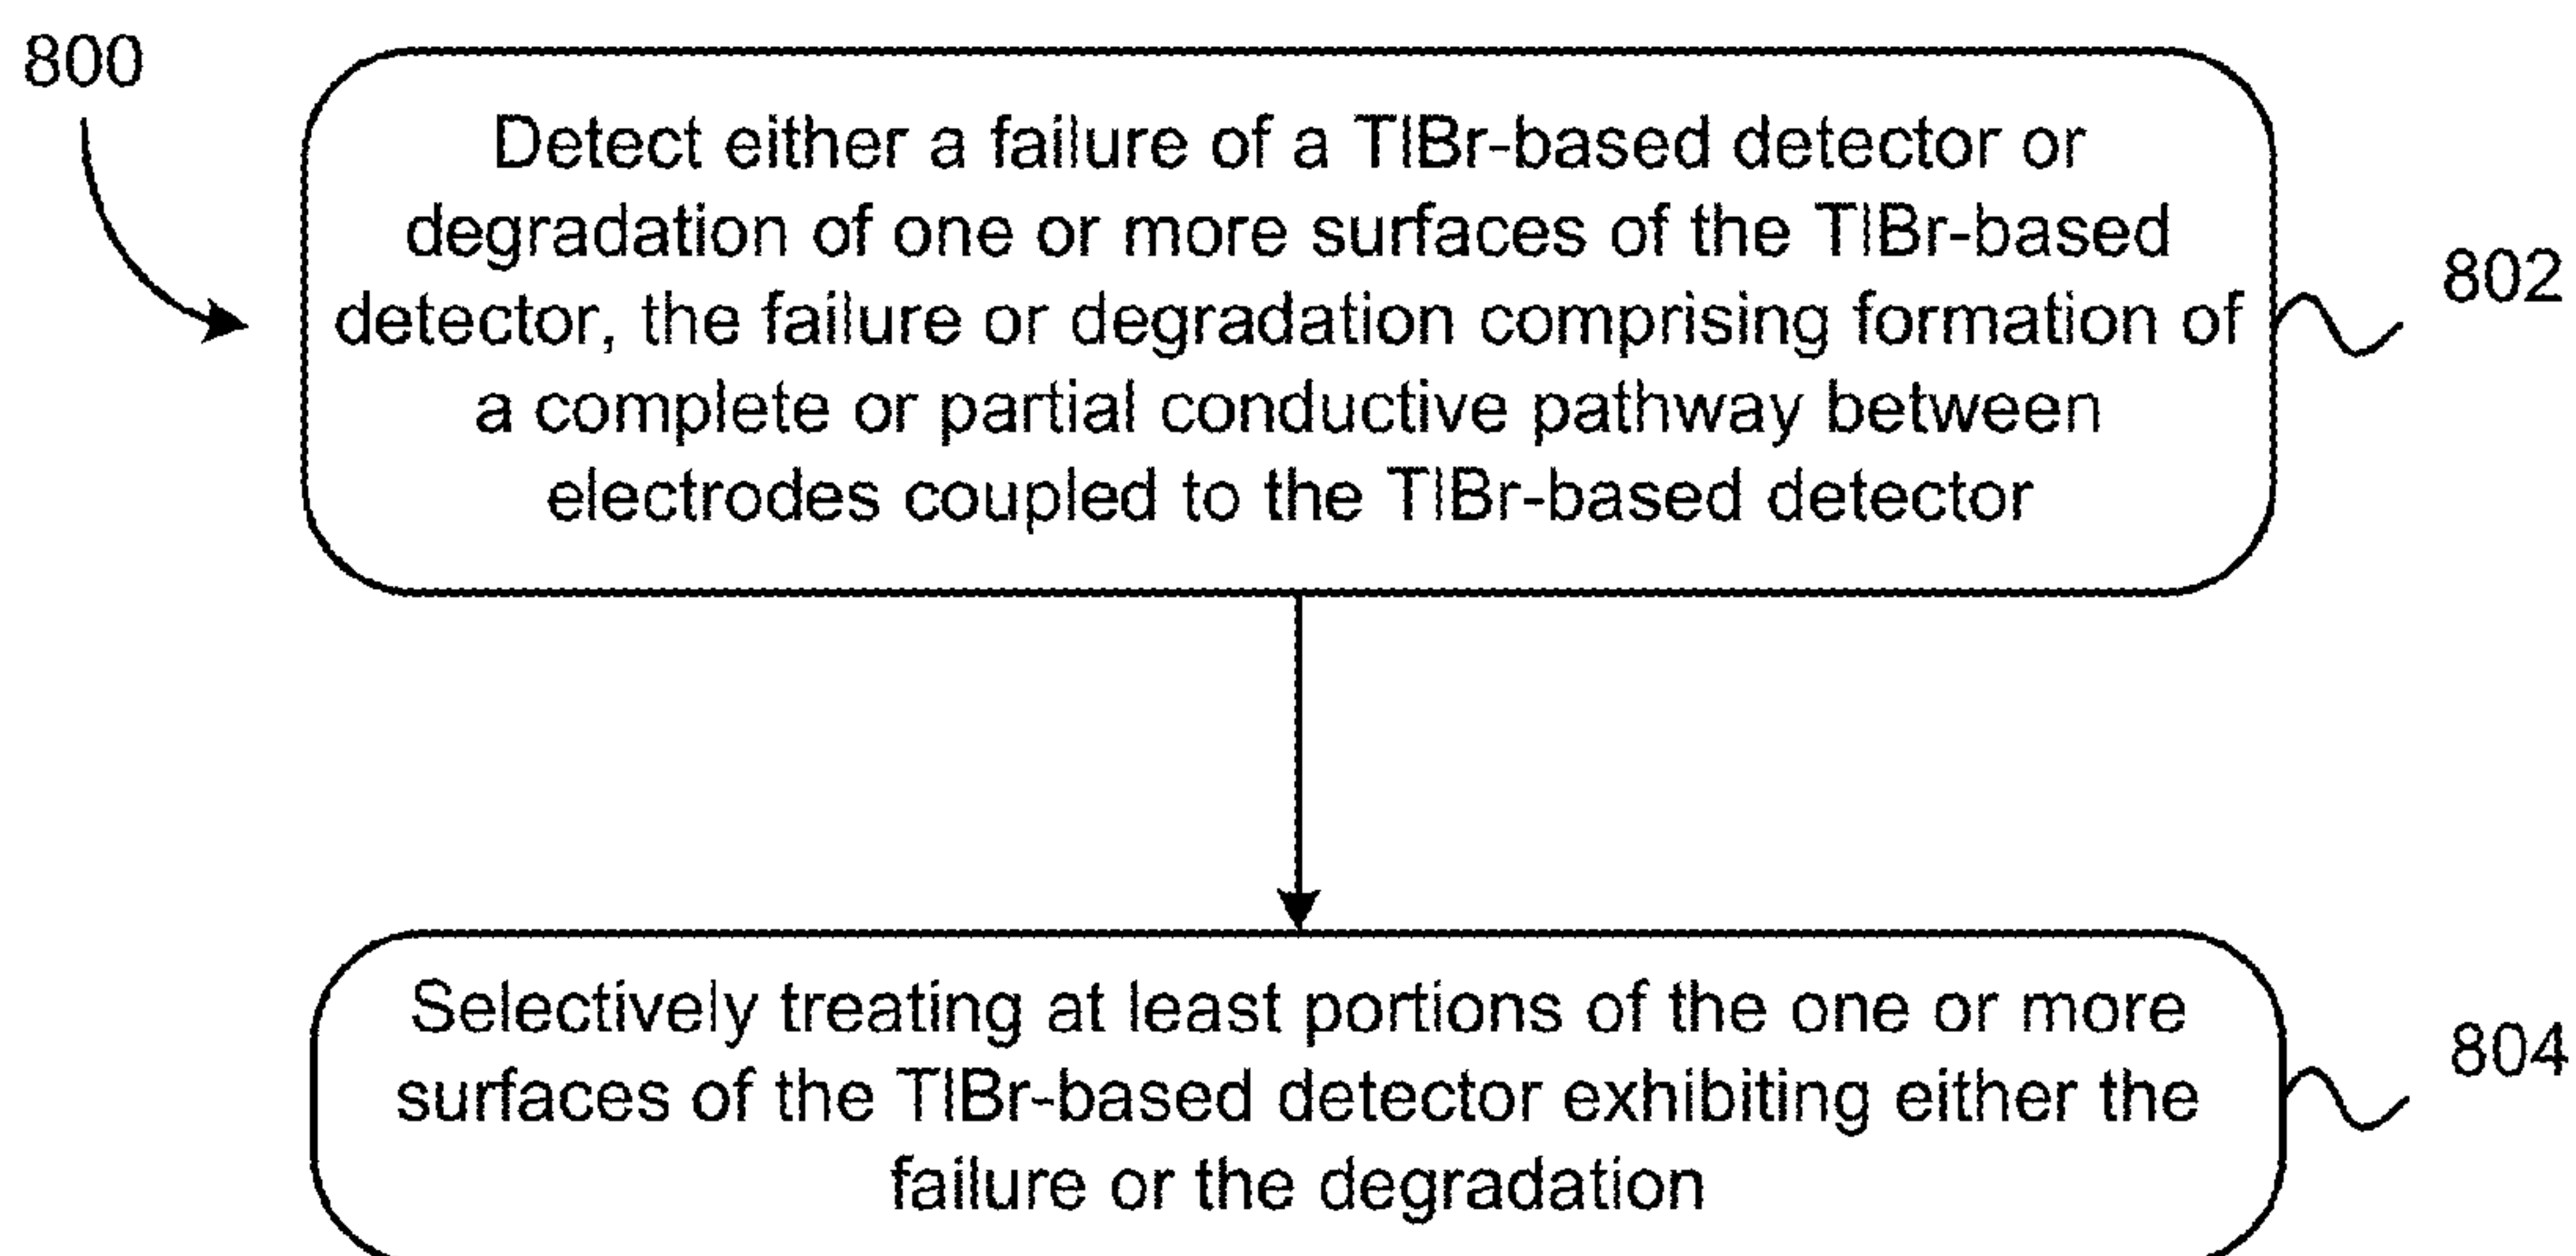 800
Detect either a failure of a TlBr-based detector or
degradation of one or more surfaces of the TlBr-based
detector, the failure or degradation comprising formation of
a complete or partial conductive pathway between
electrodes coupled to the TlBr-based detector
802
Selectively treating at least portions of the one or more
surfaces of the TlBr-based detector exhibiting either the
failure or the degradation
804